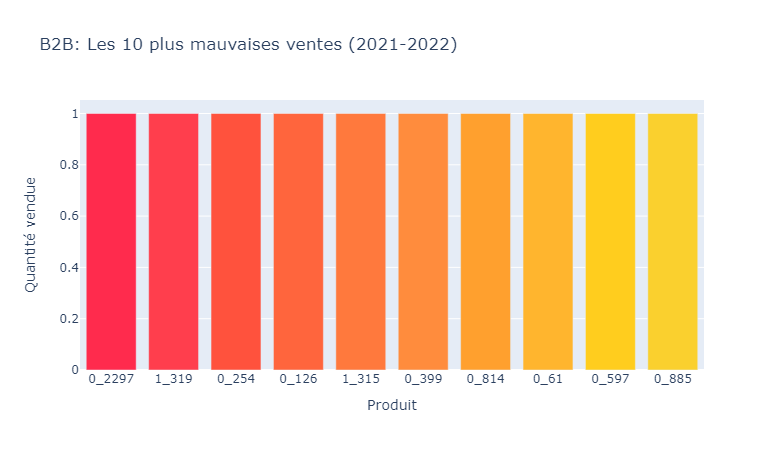 B2B: Les 10 plus mauvaises ventes (2021-2022)
Quantité vendue
1
0.8
0.6
0.4
0.2
0
0_2297 1_319 0_254 0_126 1_315 0_399 0_814 0_61 0_597 0_885
Produit